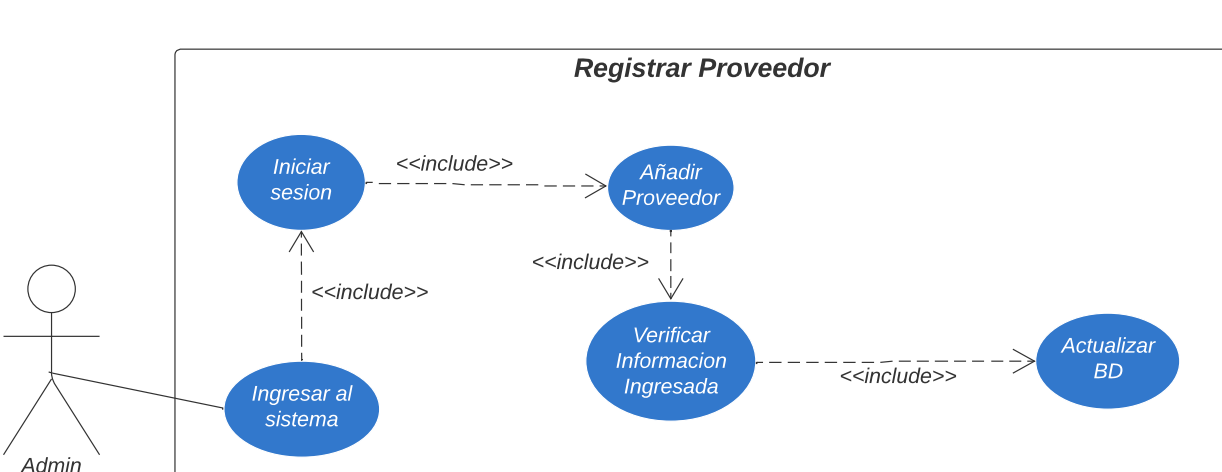 Registrar Proveedor
Iniciar
sesion
<<include>>
Añadir
Proveedor
<<include>>
<<include>>
Verificar
Informacion
Ingresada
<<include>>
Actualizar
BD
Ingresar al
sistema
Admin